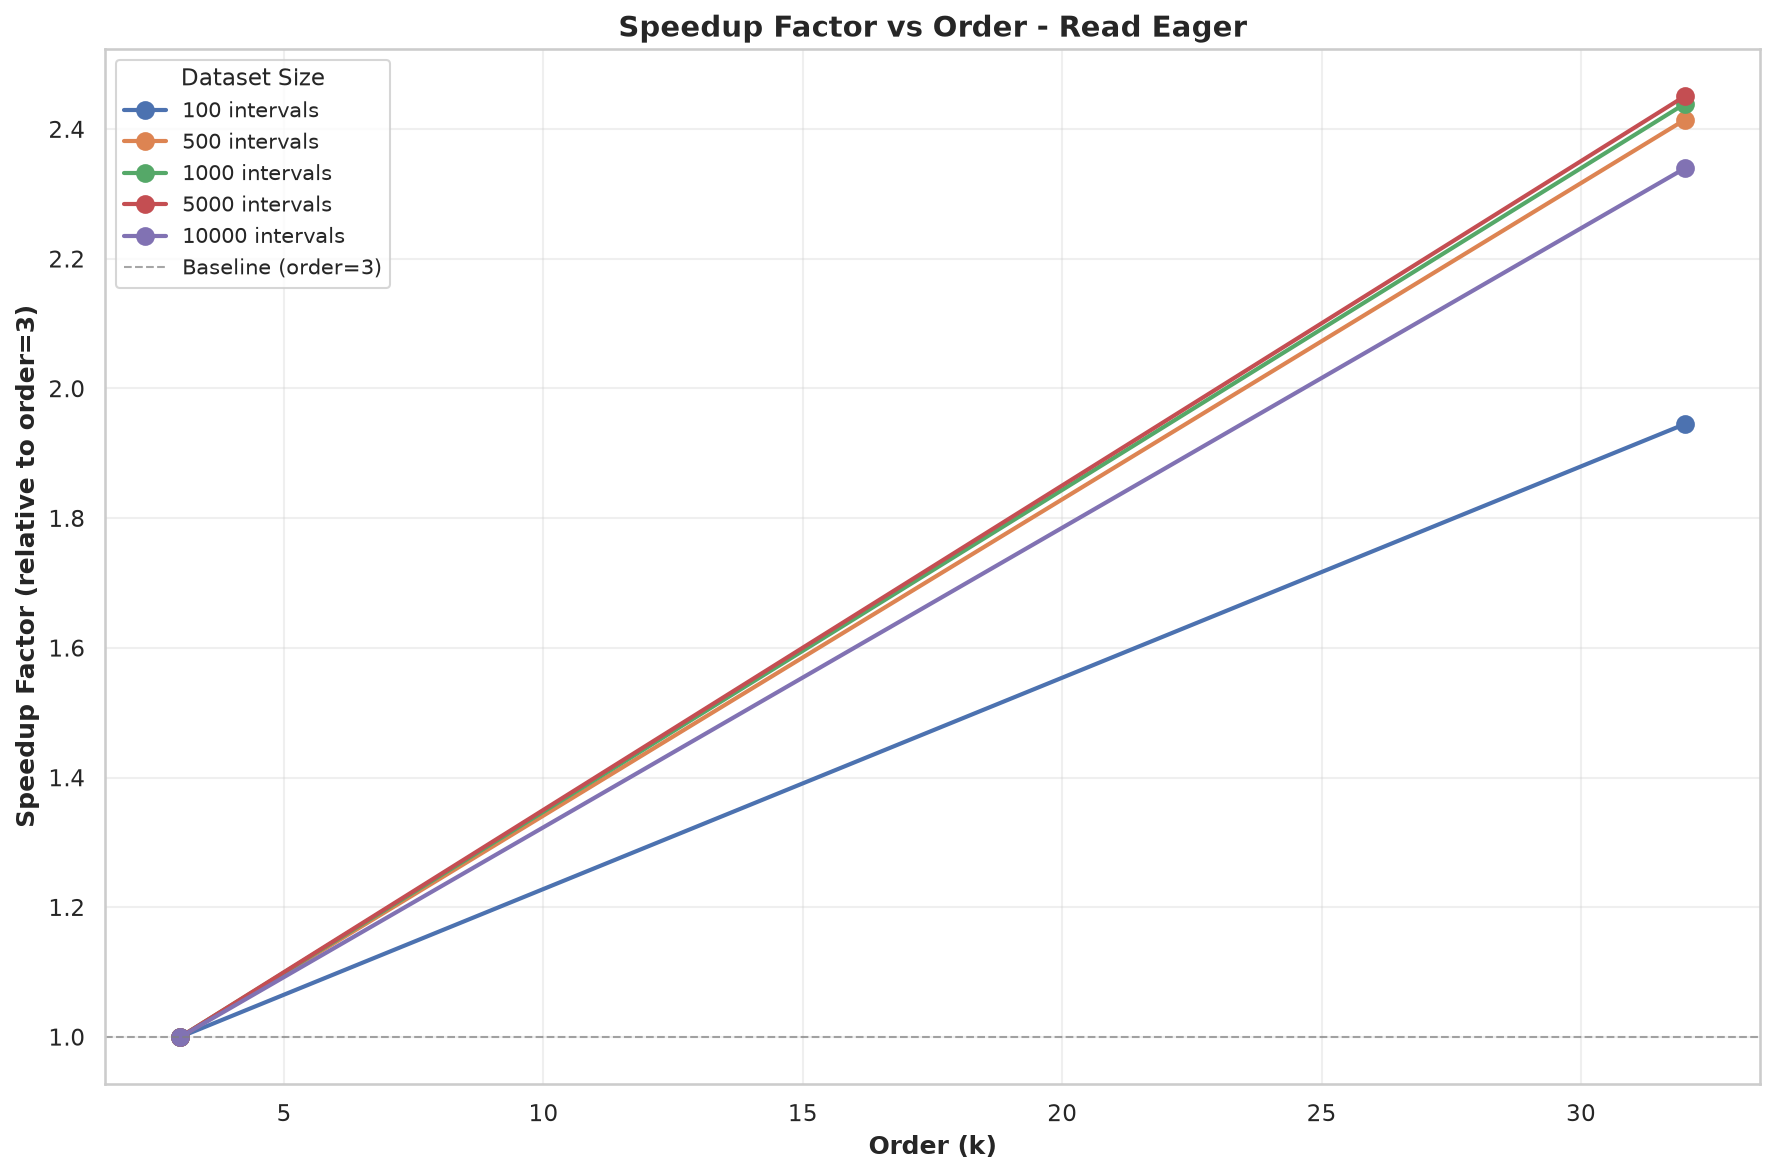 Speedup Factor vs Order - Read Eager
Dataset Size
100 intervals
500 intervals
1000 intervals
5000 intervals
10000 intervals
Baseline (order=3)
Speedup Factor (relative to order=3)
2.4
2.2
2.0
1.8
1.6
1.4
1.2
1.0
5 10 15 20 25 30
Order (k)